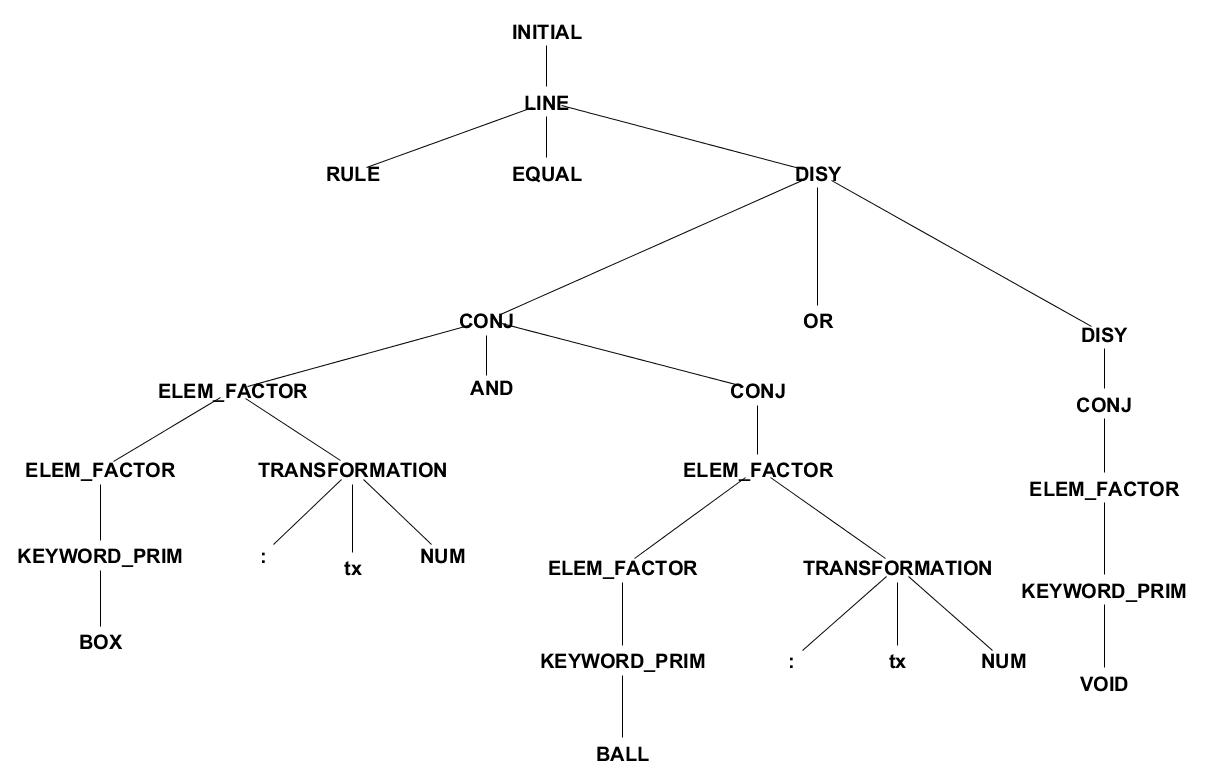 INITIAL
LINE
RULE EQUAL DISY
CONJ OR DISY
ELEM_FACTOR AND CONJ CONJ
ELEM_FACTOR TRANSFORMATION ELEM_FACTOR ELEM_FACTOR
KEYWORD_PRIM : tx NUM ELEM_FACTOR TRANSFORMATION KEYWORD_PRIM
BOX KEYWORD_PRIM : tx NUM VOID
BALL